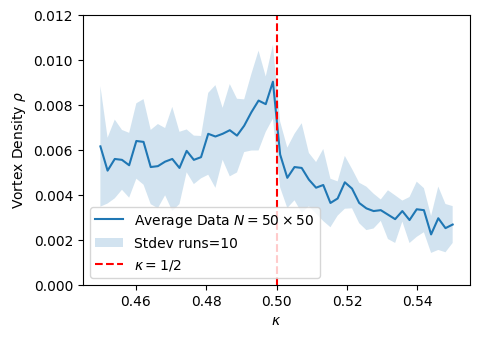 0.012
0.010
0.008
0.006
0.004
0.002
0.000
Vortex Density ρ
Average Data N = 50 × 50
Stdev runs=10
κ = 1/2
0.46 0.48 0.50 0.52 0.54
κ